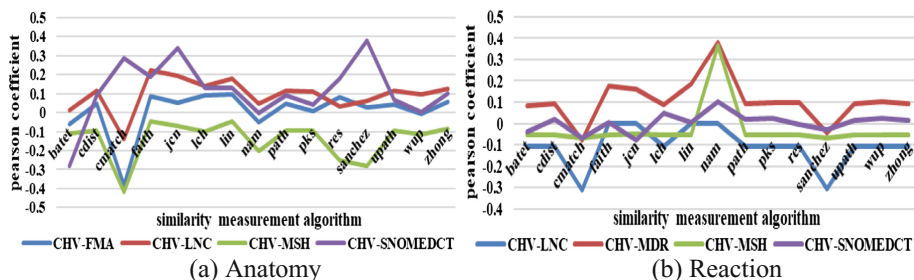 pearson coefficient
0.5
0.4
0.3
0.2
0.1
0
-0.1
-0.2
-0.3
-0.4
-0.5
batet cdist cmatch faith jcn lch lin nam path pks res sanchez upath wup zhong
similarity measurement algorithm
CHV-FMA CHV-LNC CHV-MSH CHV-SNOMEDCT
(a) Anatomy
pearson coefficient
0.5
0.4
0.3
0.2
0.1
0
-0.1
-0.2
-0.3
-0.4
batet cdist cmatch faith jcn lch lin nam path pks res sanchez upath wup zhong
similarity measurement algorithm
CHV-LNC CHV-MDR CHV-MSH CHV-SNOMEDCT
(b) Reaction